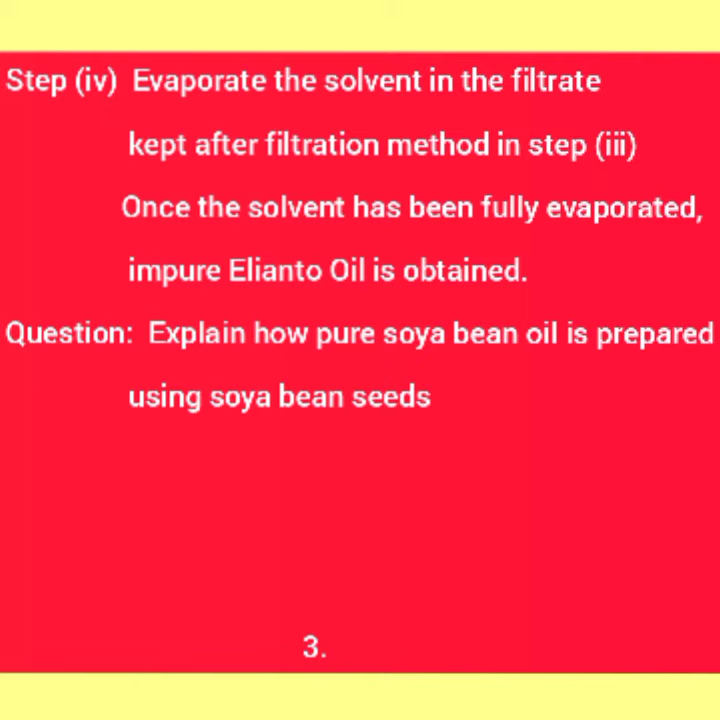 Step (iv) Evaporate the solvent in the filtrate
kept after filtration method in step (iii)
Once the solvent has been fully evaporated,
impure Elianto Oil is obtained.
Question: Explain how pure soya bean oil is prepared
using soya bean seeds
3.